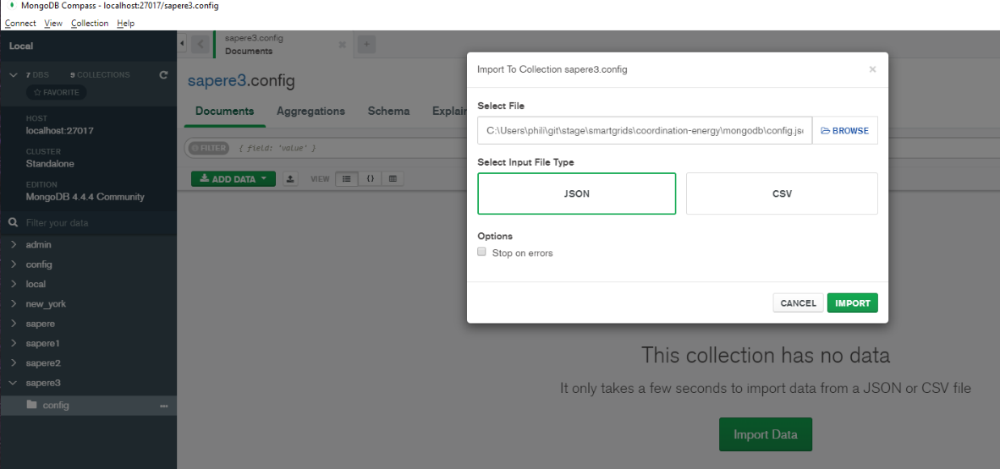 MongoDB Compass - localhost:27017/sapere3.config
Connect View Collection Help
Local
7 DBS 9 COLLECTIONS
FAVORITE
HOST
localhost:27017
CLUSTER
Standalone
EDITION
MongoDB 4.4.4 Community
Filter your data
admin
config
local
new_york
sapere
sapere1
sapere2
sapere3
config
sapere3.config
Documents
sapere3.config
Documents Aggregations Schema Explain
FILTER { field: 'value' }
ADD DATA VIEW {}
Import To Collection sapere3.config
Select File
C:\Users\phili\git\stage\smartgrids\coordination-energy\mongodb\config.js BROWSE
Select Input File Type
JSON CSV
Options
Stop on errors
CANCEL IMPORT
This collection has no data
It only takes a few seconds to import data from a JSON or CSV file
Import Data